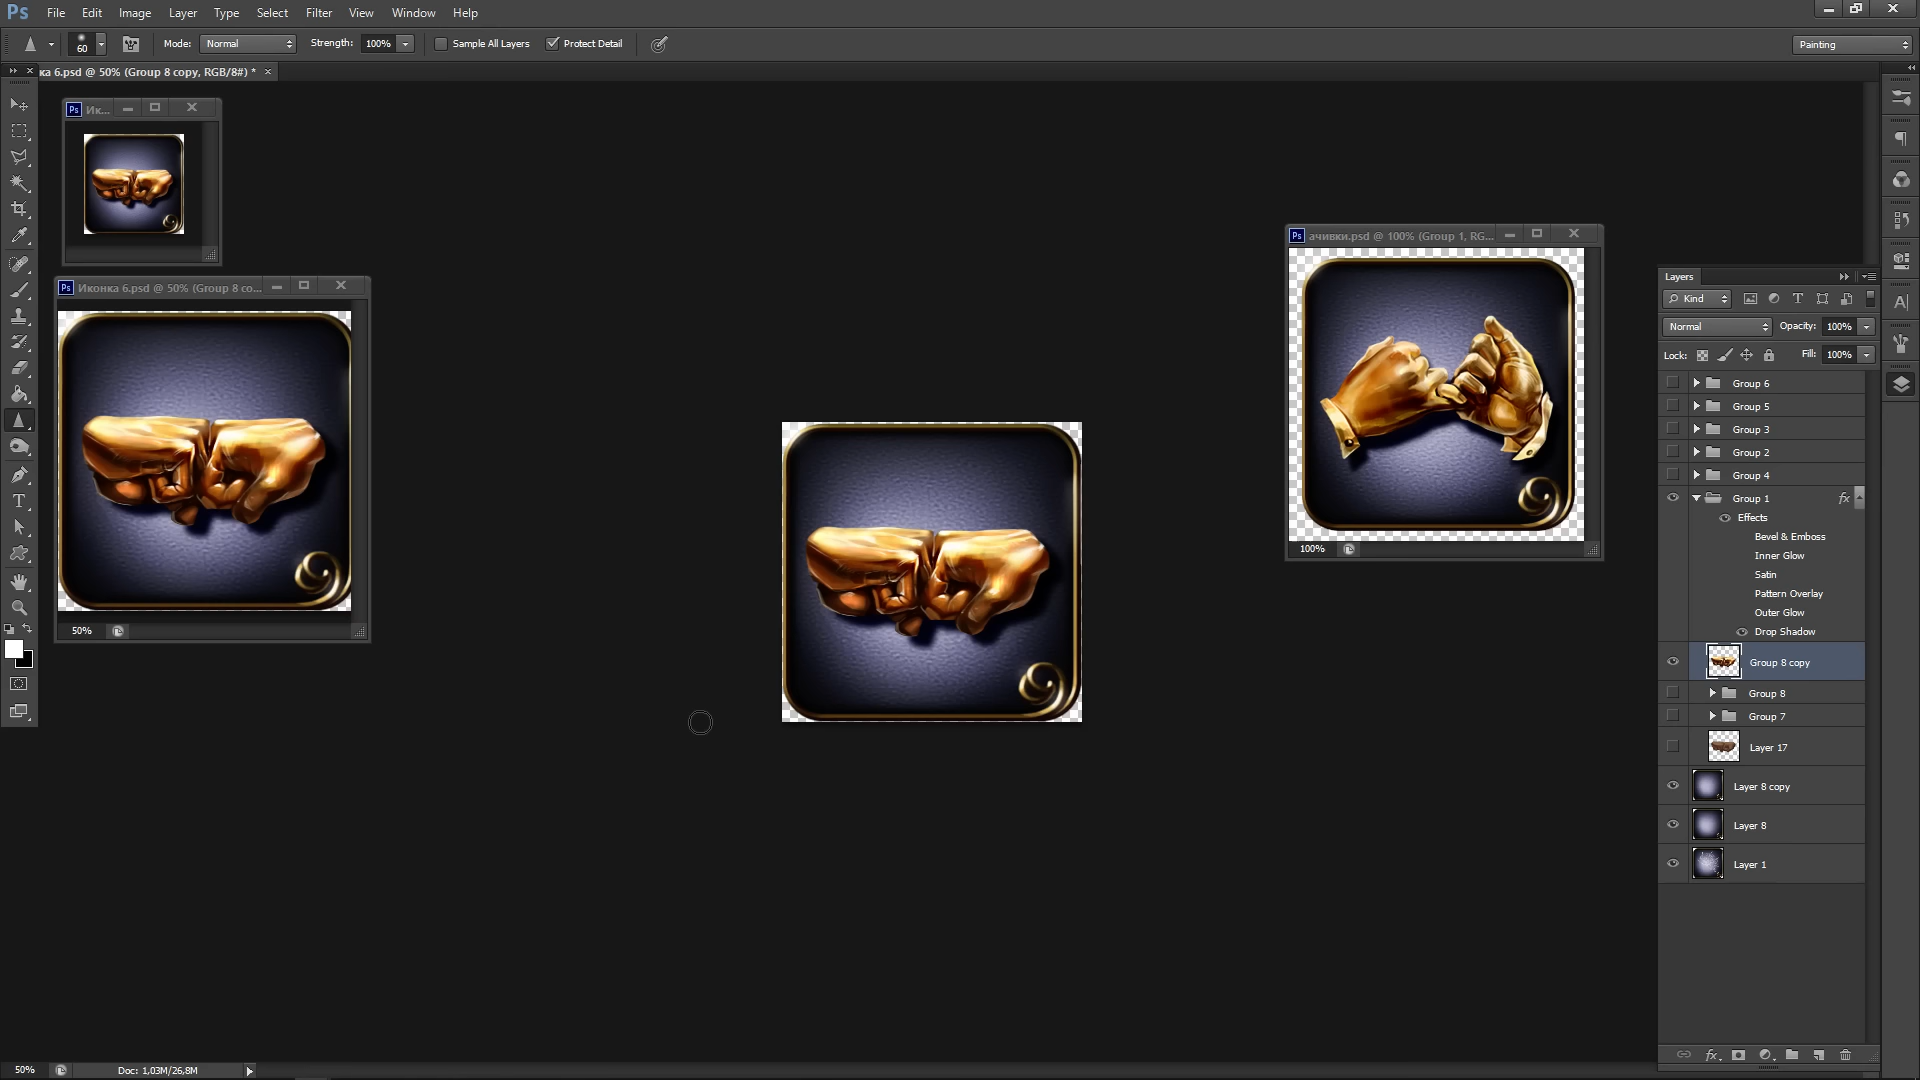 Ps File Edit Image Layer Type Select Filter View Window Help
60 Mode: Normal Strength: 100% Sample All Layers Protect Detail Painting
ка 6.psd @ 50% (Group 8 copy, RGB/8#) * ×
Ps Ик...
Ps Иконка 6.psd @ 50% (Group 8 co...
50%
Ps ачивки.psd @ 100% (Group 1, RG...
100%
Layers
Kind
Normal Opacity: 100%
Lock: Fill: 100%
Group 6
Group 5
Group 3
Group 2
Group 4
Group 1 fx
Effects
Bevel & Emboss
Inner Glow
Satin
Pattern Overlay
Outer Glow
Drop Shadow
Group 8 copy
Group 8
Group 7
Layer 17
Layer 8 copy
Layer 8
Layer 1
fx
50% Doc: 1,03M/26,8M